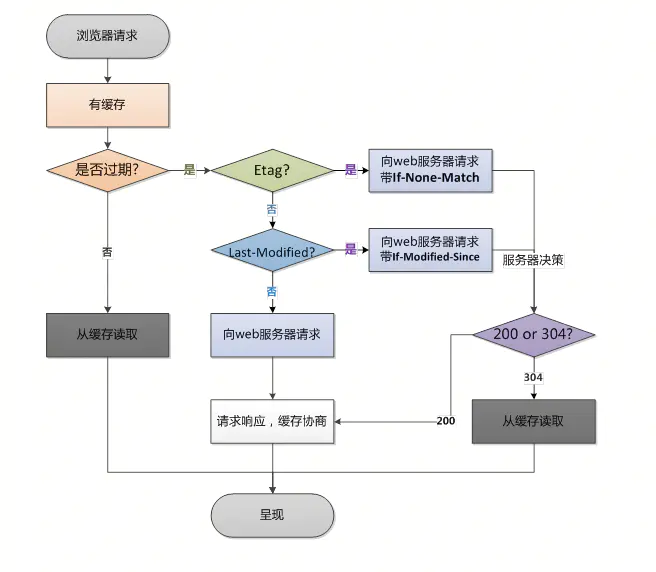 浏览器请求
有缓存
是否过期?
是
Etag?
是
向web服务器请求
带If-None-Match
否
否
Last-Modified?
是
向web服务器请求
带If-Modified-Since
服务器决策
否
从缓存读取
向web服务器请求
200 or 304?
304
请求响应，缓存协商
200
从缓存读取
呈现